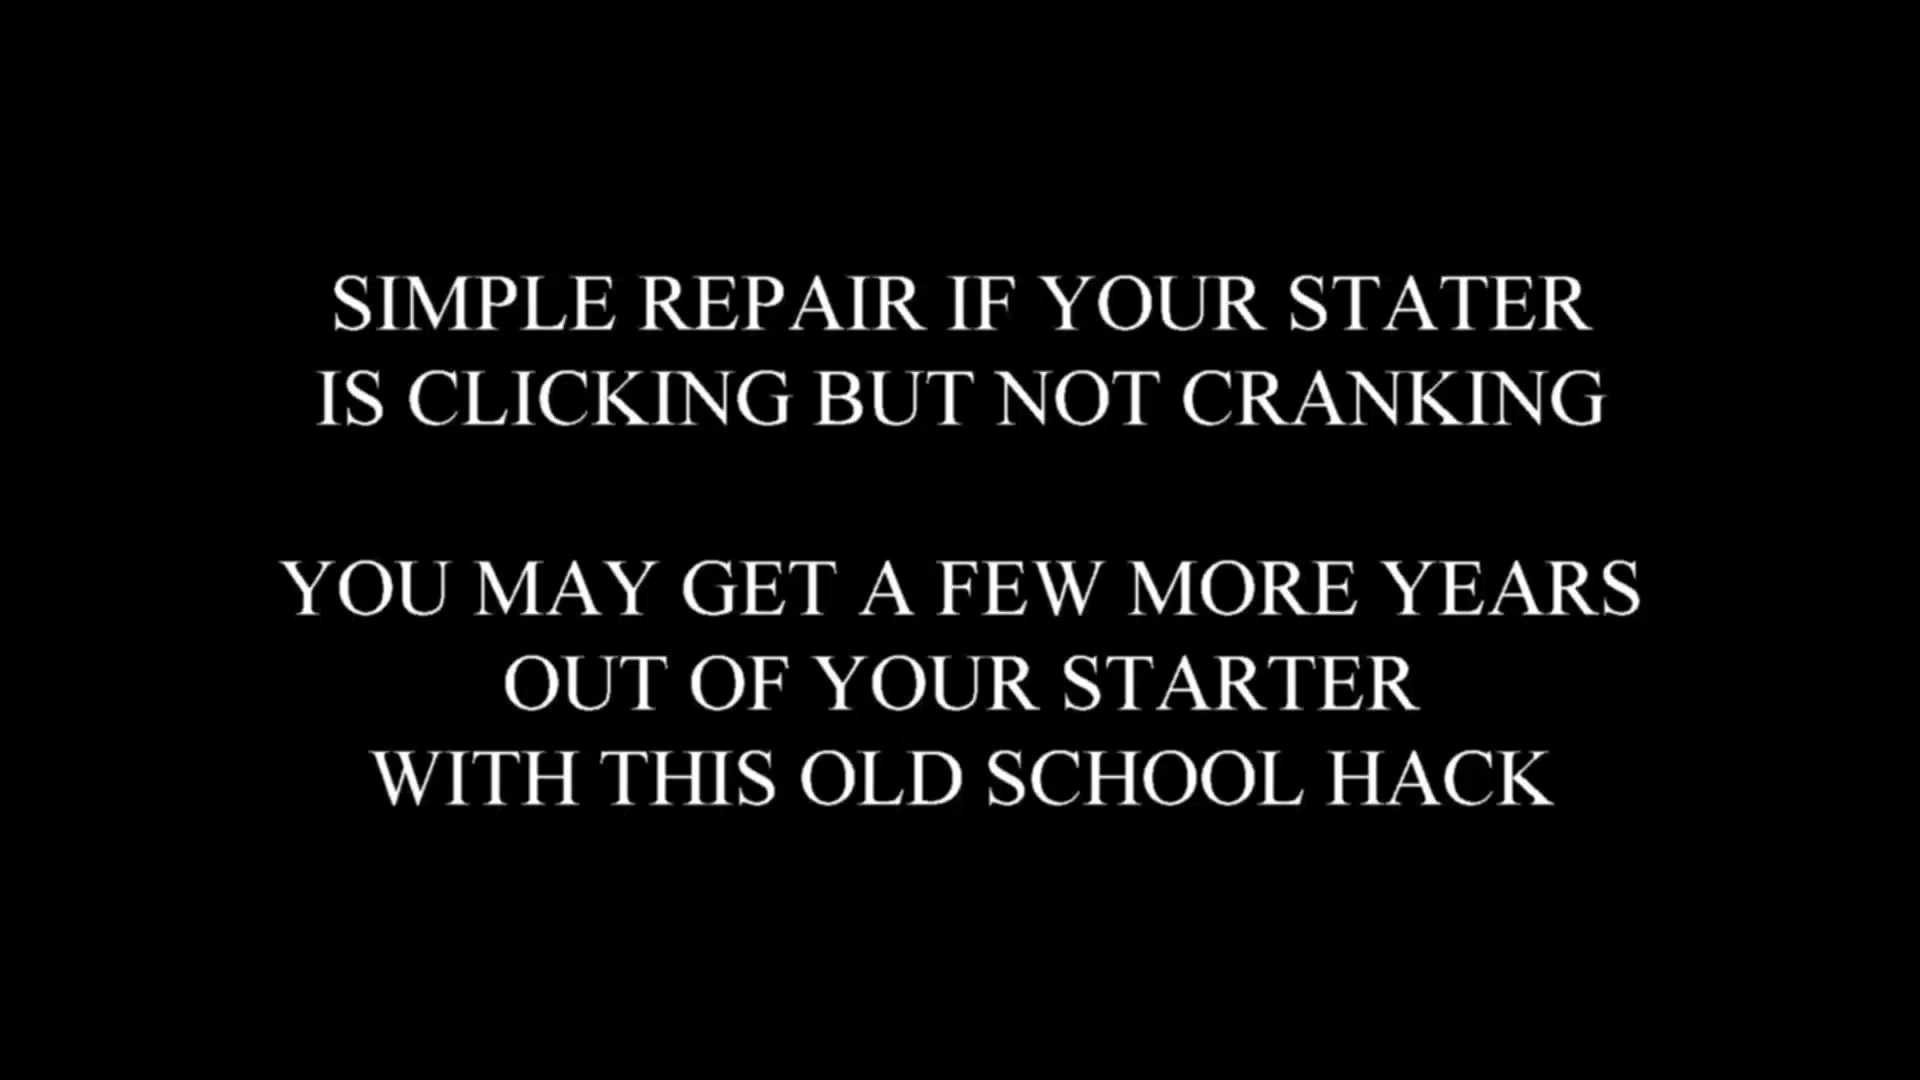 SIMPLE REPAIR IF YOUR STATER
IS CLICKING BUT NOT CRANKING
YOU MAY GET A FEW MORE YEARS
OUT OF YOUR STARTER
WITH THIS OLD SCHOOL HACK